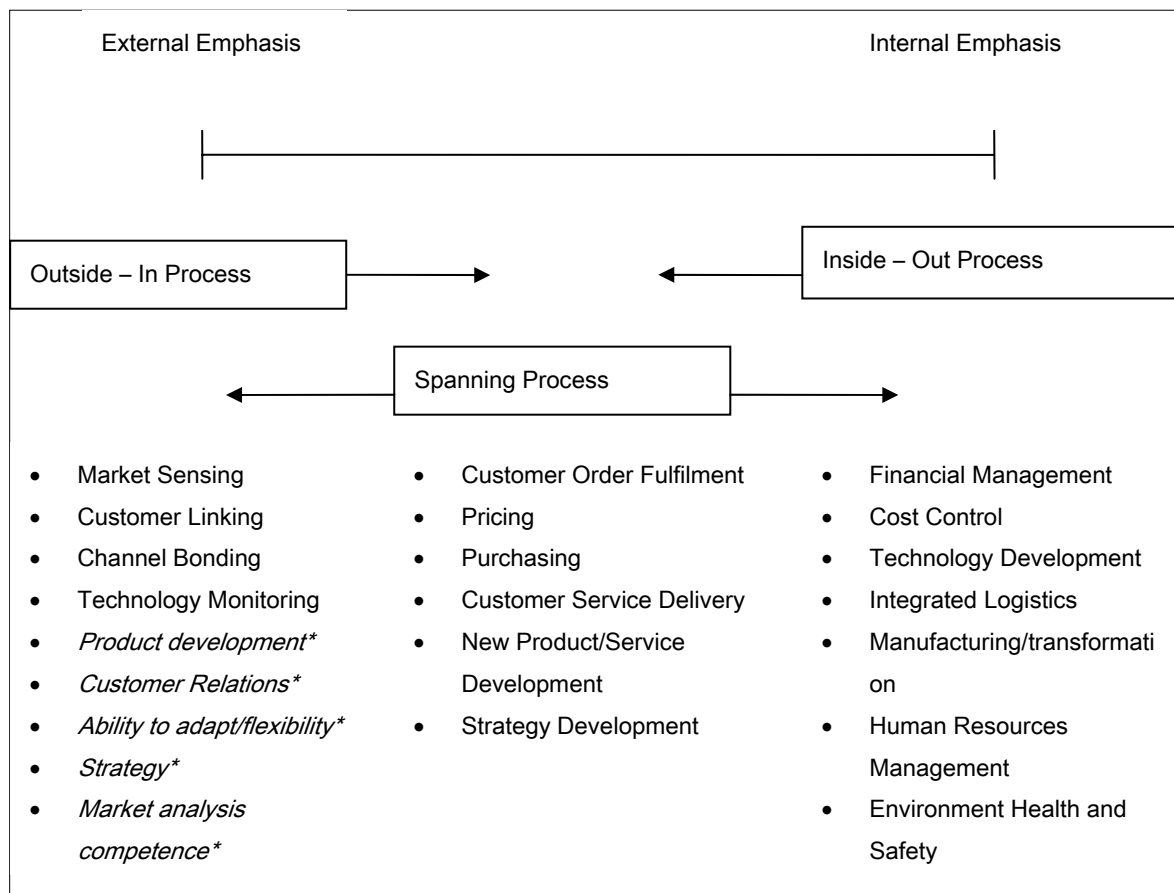 External Emphasis
Internal Emphasis
Outside – In Process
Inside – Out Process
Spanning Process
• Market Sensing
• Customer Linking
• Channel Bonding
• Technology Monitoring
• Product development*
• Customer Relations*
• Ability to adapt/flexibility*
• Strategy*
• Market analysis
competence*
• Customer Order Fulfilment
• Pricing
• Purchasing
• Customer Service Delivery
• New Product/Service
Development
• Strategy Development
• Financial Management
• Cost Control
• Technology Development
• Integrated Logistics
• Manufacturing/transformati
on
• Human Resources
Management
• Environment Health and
Safety